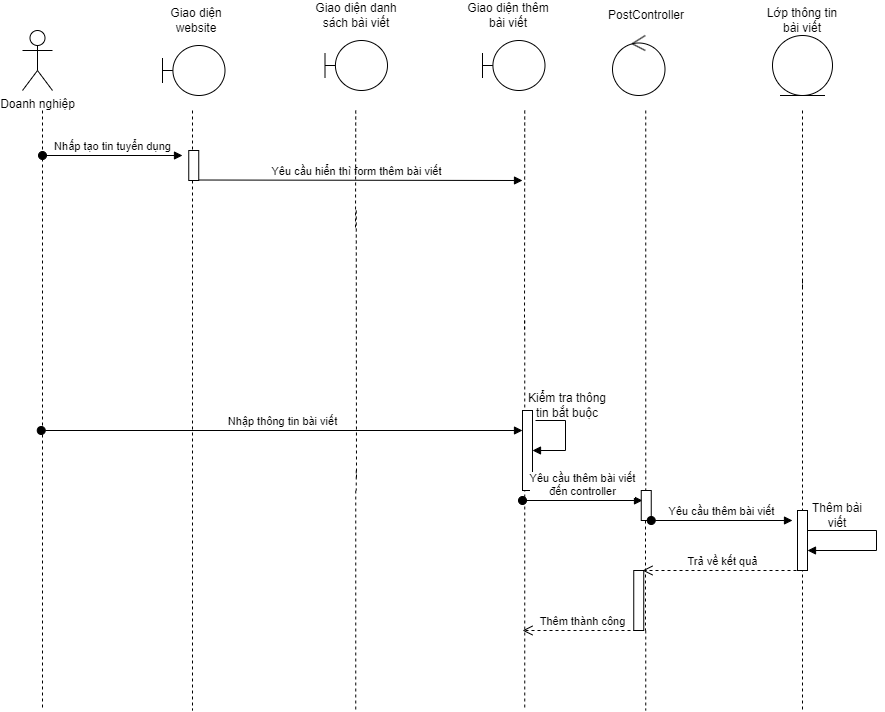 Giao diện
website
Giao diện danh
sách bài viết
Giao diện thêm
bài viết
PostController
Lớp thông tin
bài viết
Doanh nghiệp
Nhấp tạo tin tuyển dụng
Yêu cầu hiển thì form thêm bài viết
Kiểm tra thông
tin bắt buộc
Nhập thông tin bài viết
Yêu cầu thêm bài viết
đến controller
Yêu cầu thêm bài viết
Thêm bài
viết
Trả về kết quả
Thêm thành công